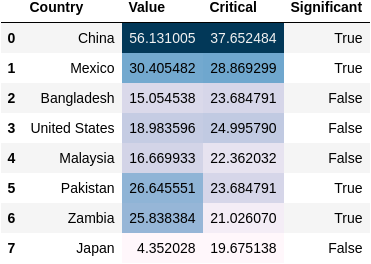 Country Value Critical Significant
0 China 56.131005 37.652484 True
1 Mexico 30.405482 28.869299 True
2 Bangladesh 15.054538 23.684791 False
3 United States 18.983596 24.995790 False
4 Malaysia 16.669933 22.362032 False
5 Pakistan 26.645551 23.684791 True
6 Zambia 25.838384 21.026070 True
7 Japan 4.352028 19.675138 False